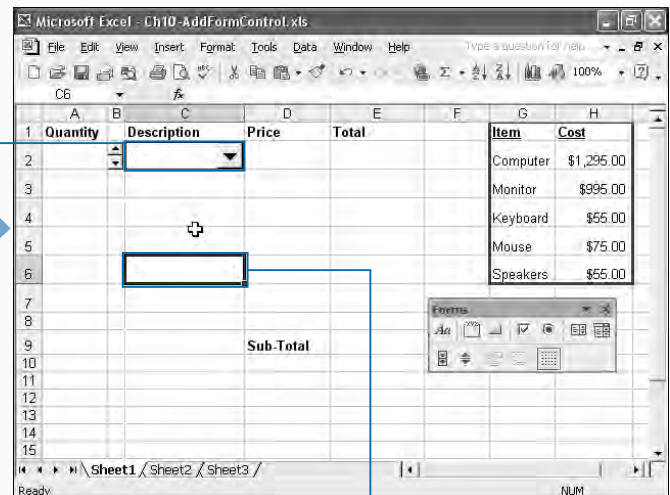 Microsoft Excel - Ch10-AddFormControl.xls
File Edit View Insert Format Tools Data Window Help Type a question for help
100%
C6 fx
A B C D E F G H
1 Quantity Description Price Total Item Cost
2 Computer $1,295.00
3 Monitor $995.00
4 Keyboard $55.00
5 Mouse $75.00
6 Speakers $55.00
7
Forms
8
Aa
9 Sub-Total
10
11
12
13
14
15
Sheet1 / Sheet2 / Sheet3 /
Ready NUM